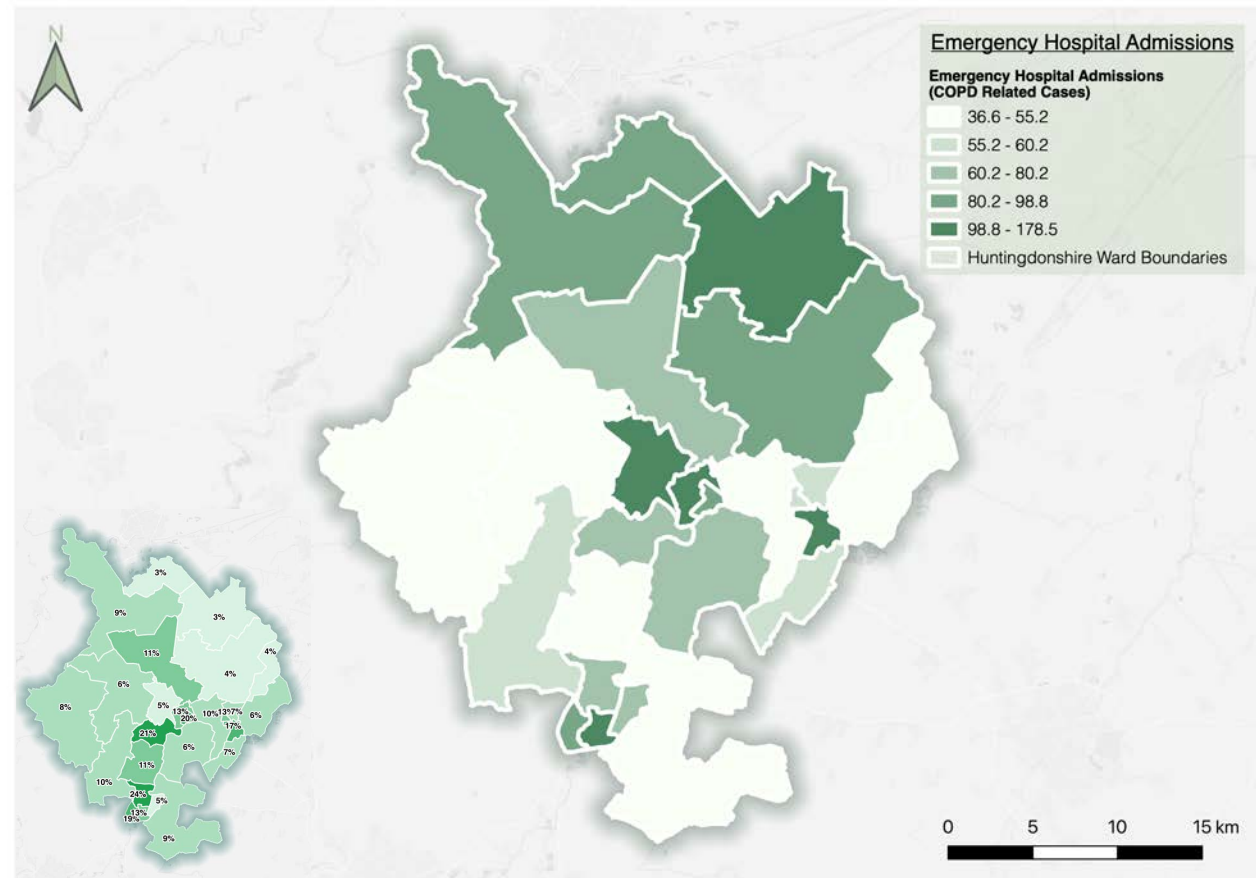 N
Emergency Hospital Admissions
Emergency Hospital Admissions
(COPD Related Cases)
36.6 - 55.2
55.2 - 60.2
60.2 - 80.2
80.2 - 98.8
98.8 - 178.5
Huntingdonshire Ward Boundaries
3%
9%
3%
11%
4%
4%
6%
8%
5%
13%
20%
10%
13%
7%
6%
17%
21%
6%
7%
11%
10%
24%
5%
13%
19%
9%
0 5 10 15 km